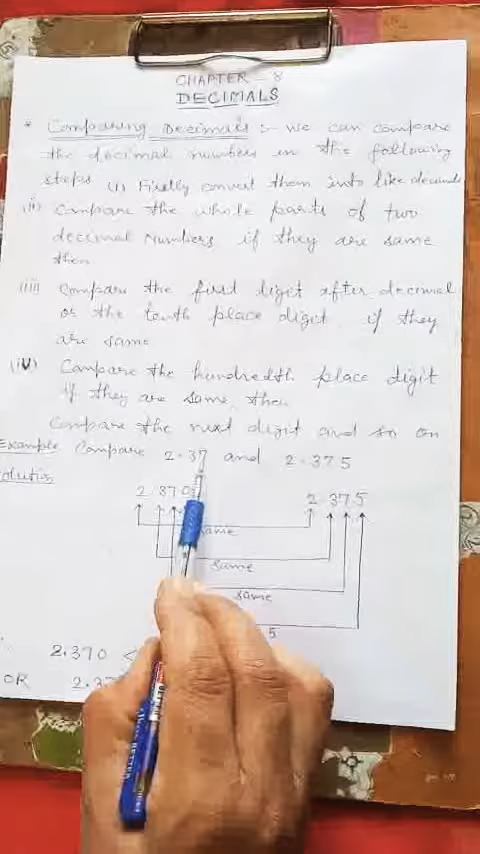 CHAPTER - 8
DECIMALS
* Comparing Decimals :- We can compare
the decimal numbers in the following
steps (i) Firstly convert them into like decimals
(ii) Compare the whole parts of two
decimal Numbers if they are same
then
(iii) Compare the first digit after decimal
or the tenth place digit if they
are same
(iv) Compare the hundredth place digit
if they are same then
Compare the next digit and so on
Example Compare 2.37 and 2.375
Solution
2 370 2 375
same
same
same
5
2.370 <
OR 2.37